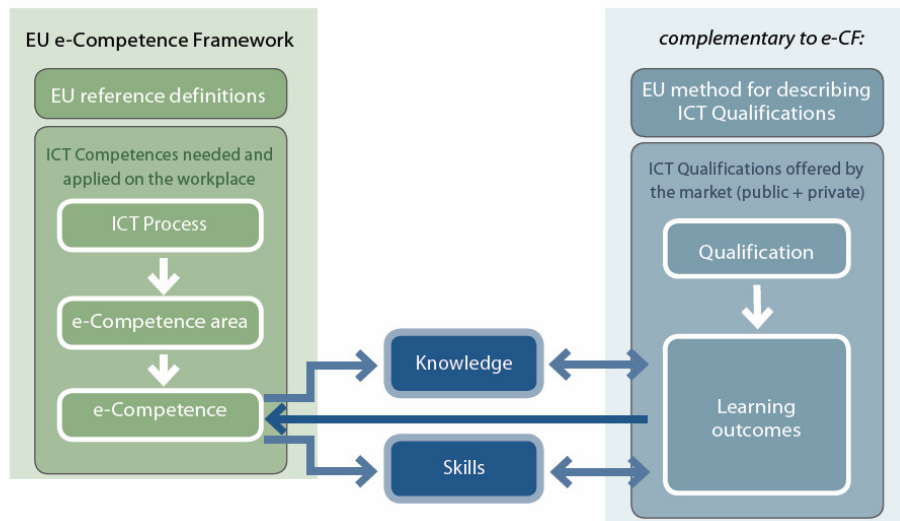 EU e-Competence Framework
EU reference definitions
ICT Competences needed and
applied on the workplace
ICT Process
e-Competence area
e-Competence
Knowledge
Skills
complementary to e-CF:
EU method for describing
ICT Qualifications
ICT Qualifications offered by
the market (public + private)
Qualification
Learning
outcomes